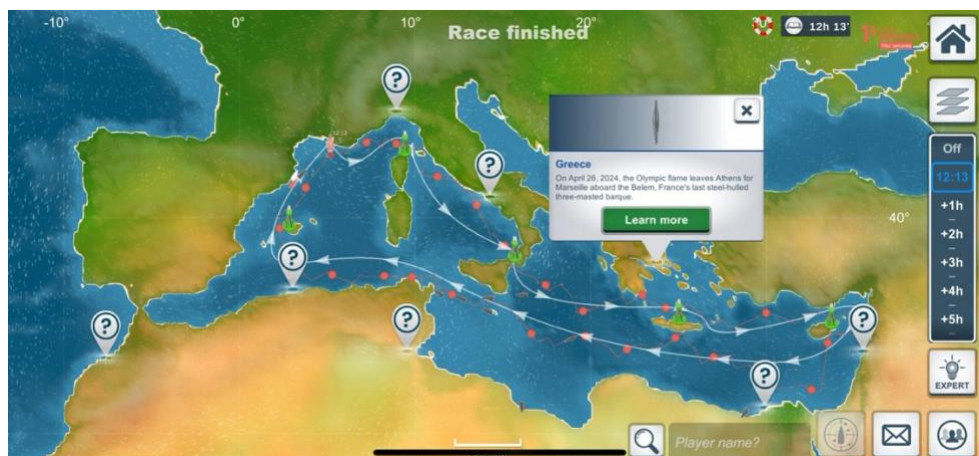 -10° 0° 10° 20°
Race finished
12h 13'
Off
12:13
+1h
+2h
+3h
+4h
+5h
EXPERT
40°
Greece
On April 26, 2024, the Olympic flame leaves Athens for
Marseille aboard the Belem, France's last steel-hulled
three-masted barque.
Learn more
?
?
?
?
?
?
?
12:13
Player name?